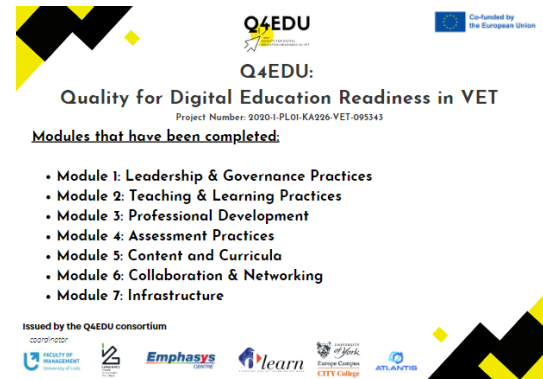 Q4EDU
Co-funded by
the European Union
Q4EDU:
Quality for Digital Education Readiness in VET
Project Number: 2020-1-PL01-KA226-VET-095343
Modules that have been completed:
• Module 1: Leadership & Governance Practices
• Module 2: Teaching & Learning Practices
• Module 3: Professional Development
• Module 4: Assessment Practices
• Module 5: Content and Curricula
• Module 6: Collaboration & Networking
• Module 7: Infrastructure
Issued by the Q4EDU consortium
coordinator
FACULTY OF
MANAGEMENT
University of Lodz
Emphasys
CENTRE
learn
UNIVERSITY
of York
Europe Campus
CITY College
ATLANTIS